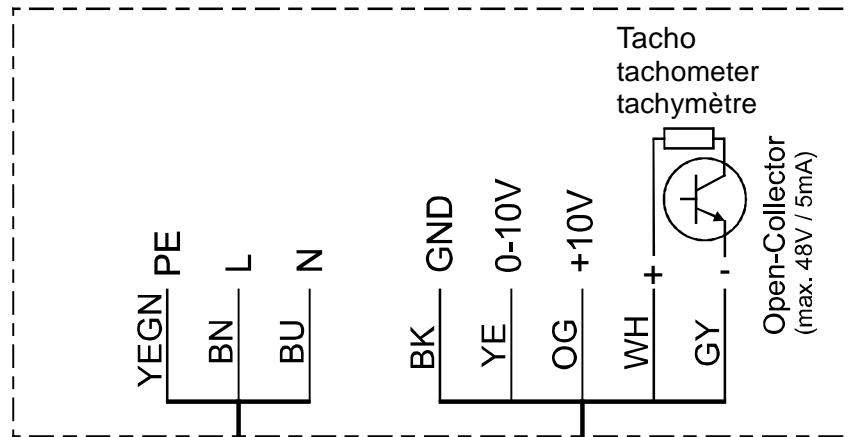 Tacho
tachometer
tachymètre
Open-Collector
(max. 48V / 5mA)
PE
L
N
GND
0-10V
+10V
+
-
YEGN
BN
BU
BK
YE
OG
WH
GY